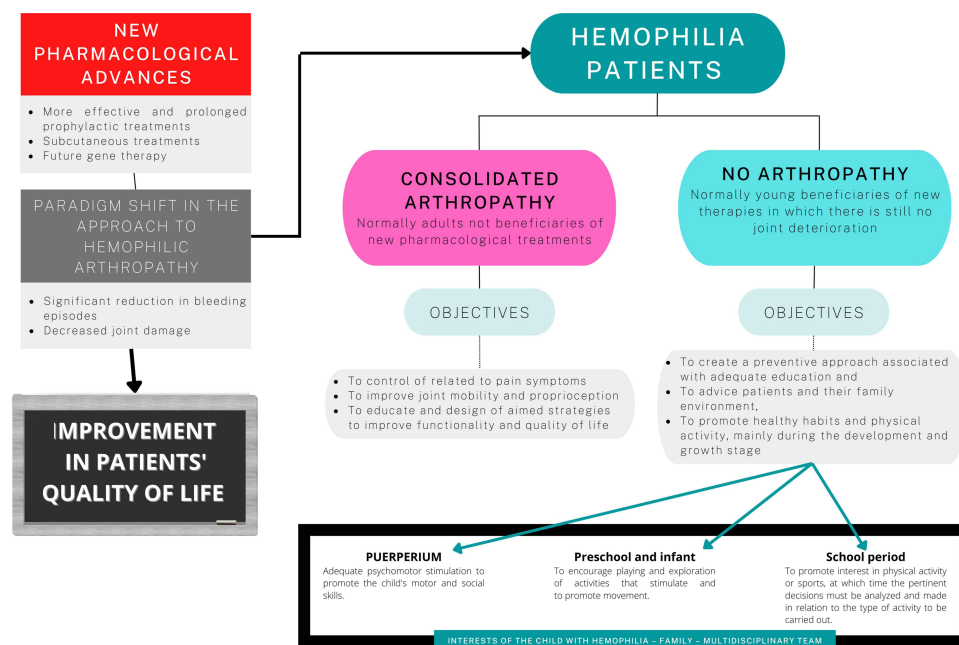 NEW
PHARMACOLOGICAL
ADVANCES
• More effective and prolonged
prophylactic treatments
• Subcutaneous treatments
• Future gene therapy
PARADIGM SHIFT IN THE
APPROACH TO
HEMOPHILIC
ARTHROPATHY
• Significant reduction in bleeding
episodes
• Decreased joint damage
IMPROVEMENT
IN PATIENTS'
QUALITY OF LIFE
HEMOPHILIA
PATIENTS
CONSOLIDATED
ARTHROPATHY
Normally adults not beneficiaries of
new pharmacological treatments
OBJECTIVES
• To control of related to pain symptoms
• To improve joint mobility and proprioception
• To educate and design of aimed strategies
to improve functionality and quality of life
NO ARTHROPATHY
Normally young beneficiaries of new
therapies in which there is still no
joint deterioration
OBJECTIVES
• To create a preventive approach associated
with adequate education and
• To advice patients and their family
environment,
• To promote healthy habits and physical
activity, mainly during the development and
growth stage
PUERPERIUM
Adequate psychomotor stimulation to
promote the child's motor and social
skills.
Preschool and infant
To encourage playing and exploration
of activities that stimulate and
to promote movement.
School period
To promote interest in physical activity
or sports, at which time the pertinent
decisions must be analyzed and made
in relation to the type of activity to be
carried out.
INTERESTS OF THE CHILD WITH HEMOPHILIA – FAMILY – MULTIDISCIPLINARY TEAM